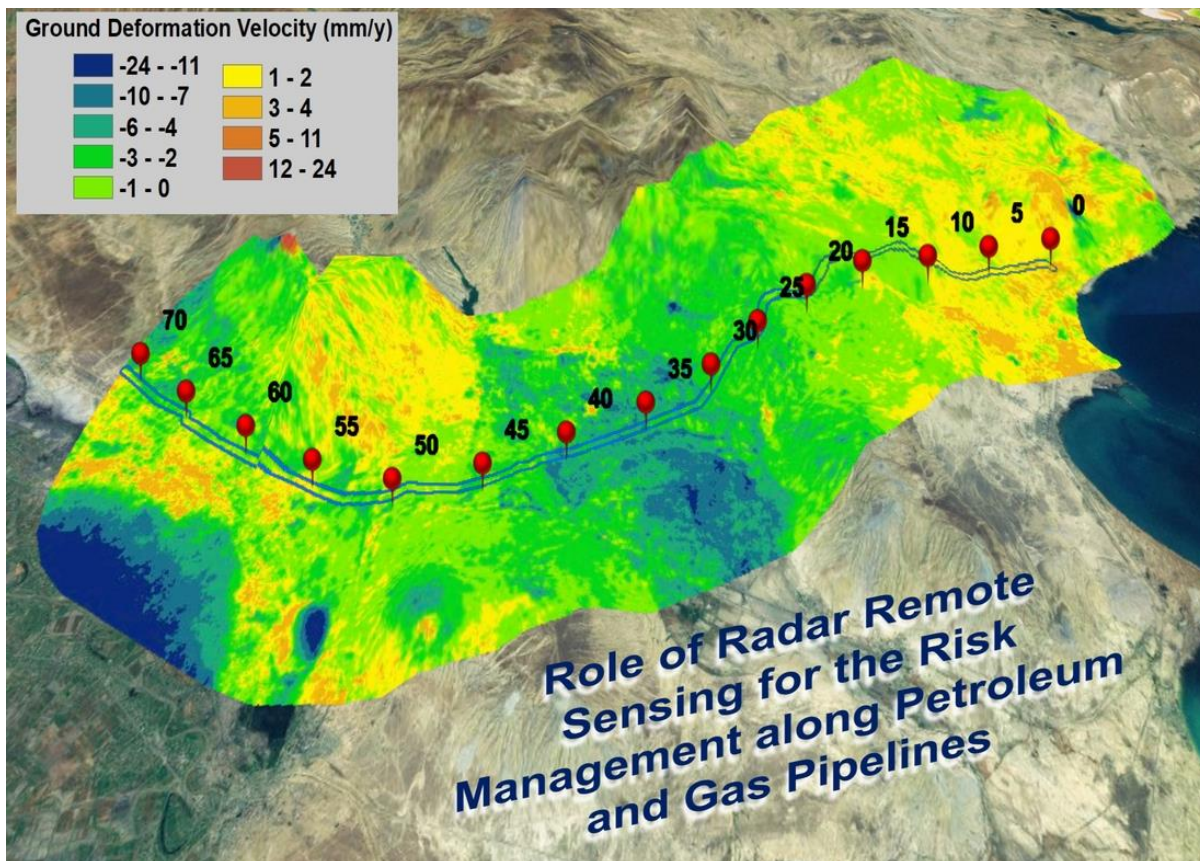 Ground Deformation Velocity (mm/y)
-24 - -11
-10 - -7
-6 - -4
-3 - -2
-1 - 0
1 - 2
3 - 4
5 - 11
12 - 24
0
5
10
15
20
25
30
35
40
45
50
55
60
65
70
Role of Radar Remote
Sensing for the Risk
Management along Petroleum
and Gas Pipelines